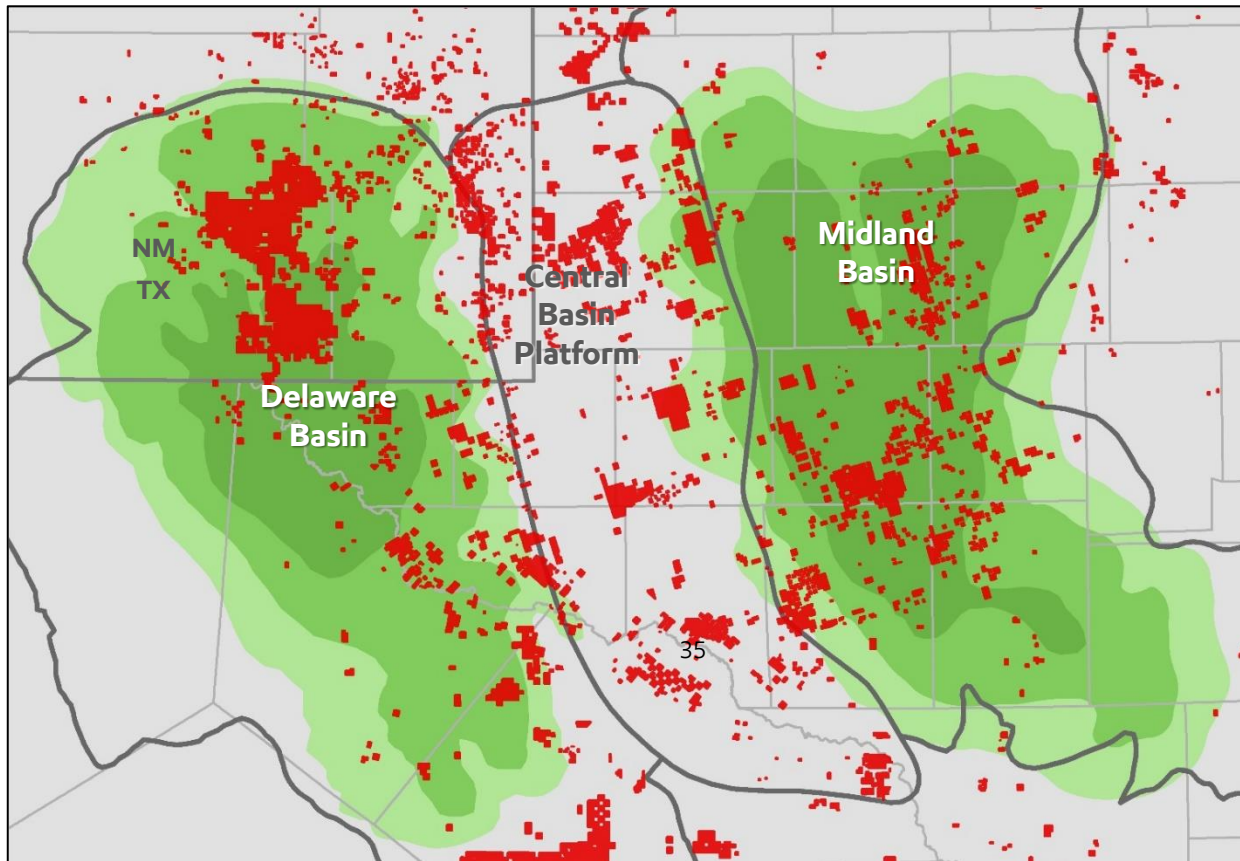 Midland
Basin
NM
TX
Central
Basin
Platform
Delaware
Basin
35